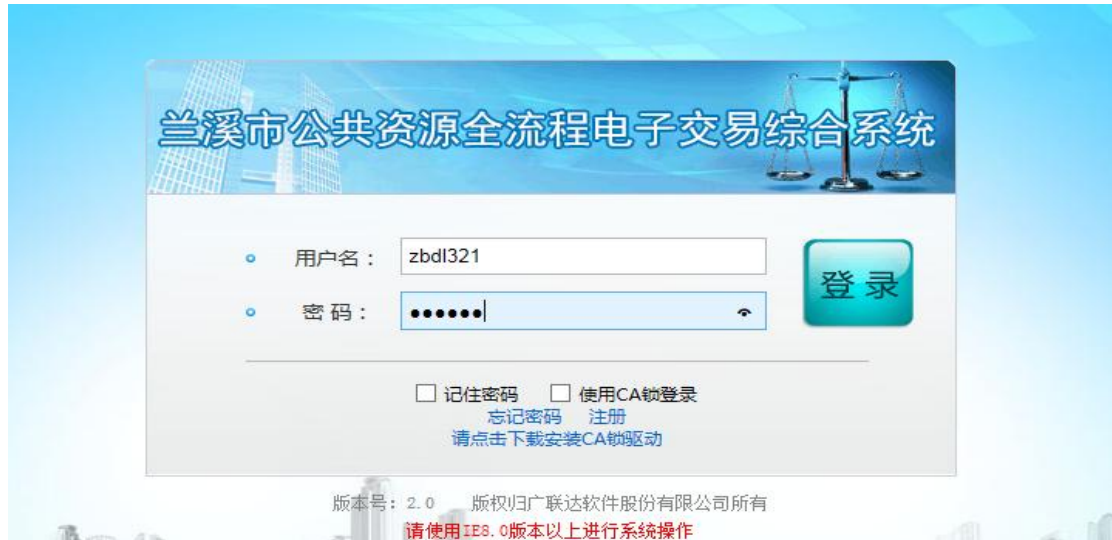 兰溪市公共资源全流程电子交易综合系统
用户名： zbdl321
密 码： ●●●●●●
登 录
记住密码 使用CA锁登录
忘记密码 注册
请点击下载安装CA锁驱动
版本号：2.0 版权归广联达软件股份有限公司所有
请使用IE8.0版本以上进行系统操作